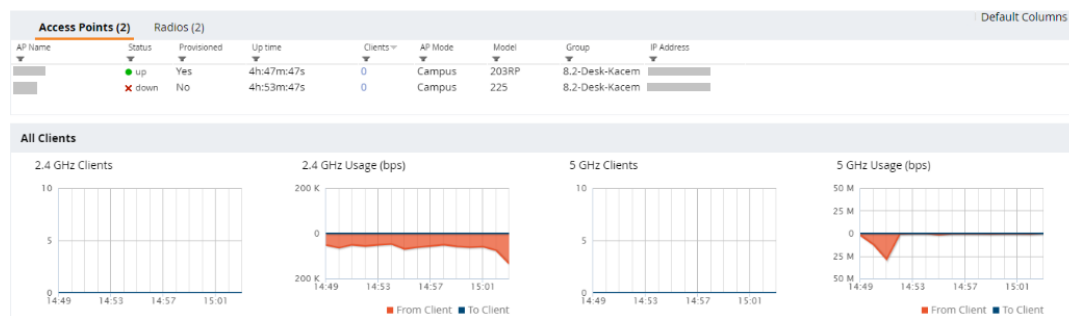 Default Columns
Access Points (2) Radios (2)
AP Name Status Provisioned Up time Clients AP Mode Model Group IP Address
up Yes 4h:47m:47s 0 Campus 203RP 8.2-Desk-Kacem
down No 4h:53m:47s 0 Campus 225 8.2-Desk-Kacem
All Clients
2.4 GHz Clients 2.4 GHz Usage (bps) 5 GHz Clients 5 GHz Usage (bps)
10 200 K 10 50 M
25 M
5 0 5 0
25 M
0 200 K 0 50 M
14:49 14:53 14:57 15:01 14:49 14:53 14:57 15:01 14:49 14:53 14:57 15:01 14:49 14:53 14:57 15:01
From Client To Client From Client To Client